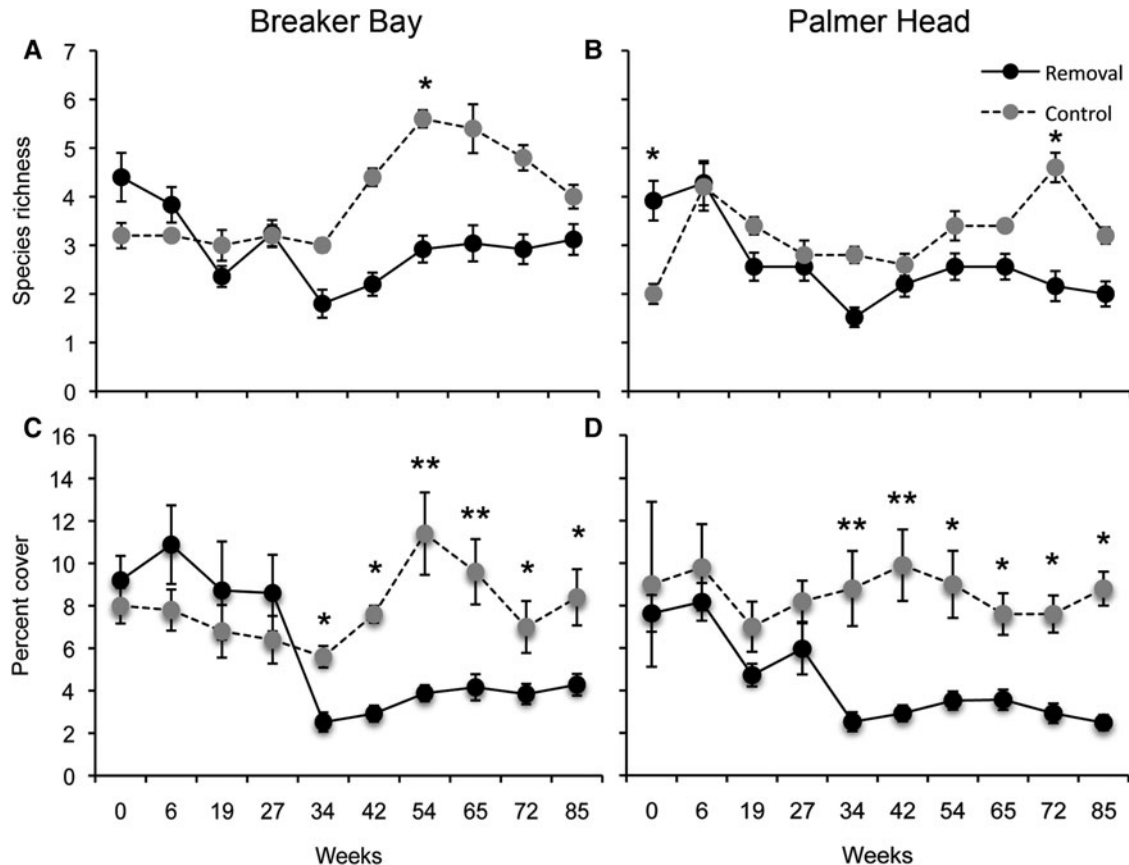 Breaker Bay
Palmer Head
A
B
7
6
5
4
3
2
1
0
Species richness
*
*
*
Removal
Control
C
D
16
14
12
10
8
6
4
2
0
Percent cover
* * ** ** * *
** ** * * * *
0 6 19 27 34 42 54 65 72 85
0 6 19 27 34 42 54 65 72 85
Weeks
Weeks